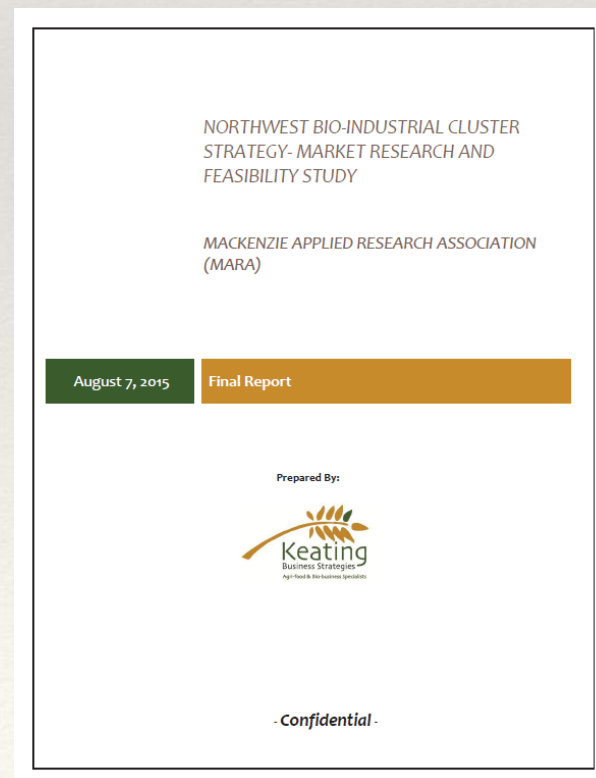 NORTHWEST BIO-INDUSTRIAL CLUSTER
STRATEGY- MARKET RESEARCH AND
FEASIBILITY STUDY
MACKENZIE APPLIED RESEARCH ASSOCIATION
(MARA)
August 7, 2015
Final Report
Prepared By:
Keating
Business Strategies
Agri-food & Bio-business Specialists
- Confidential -